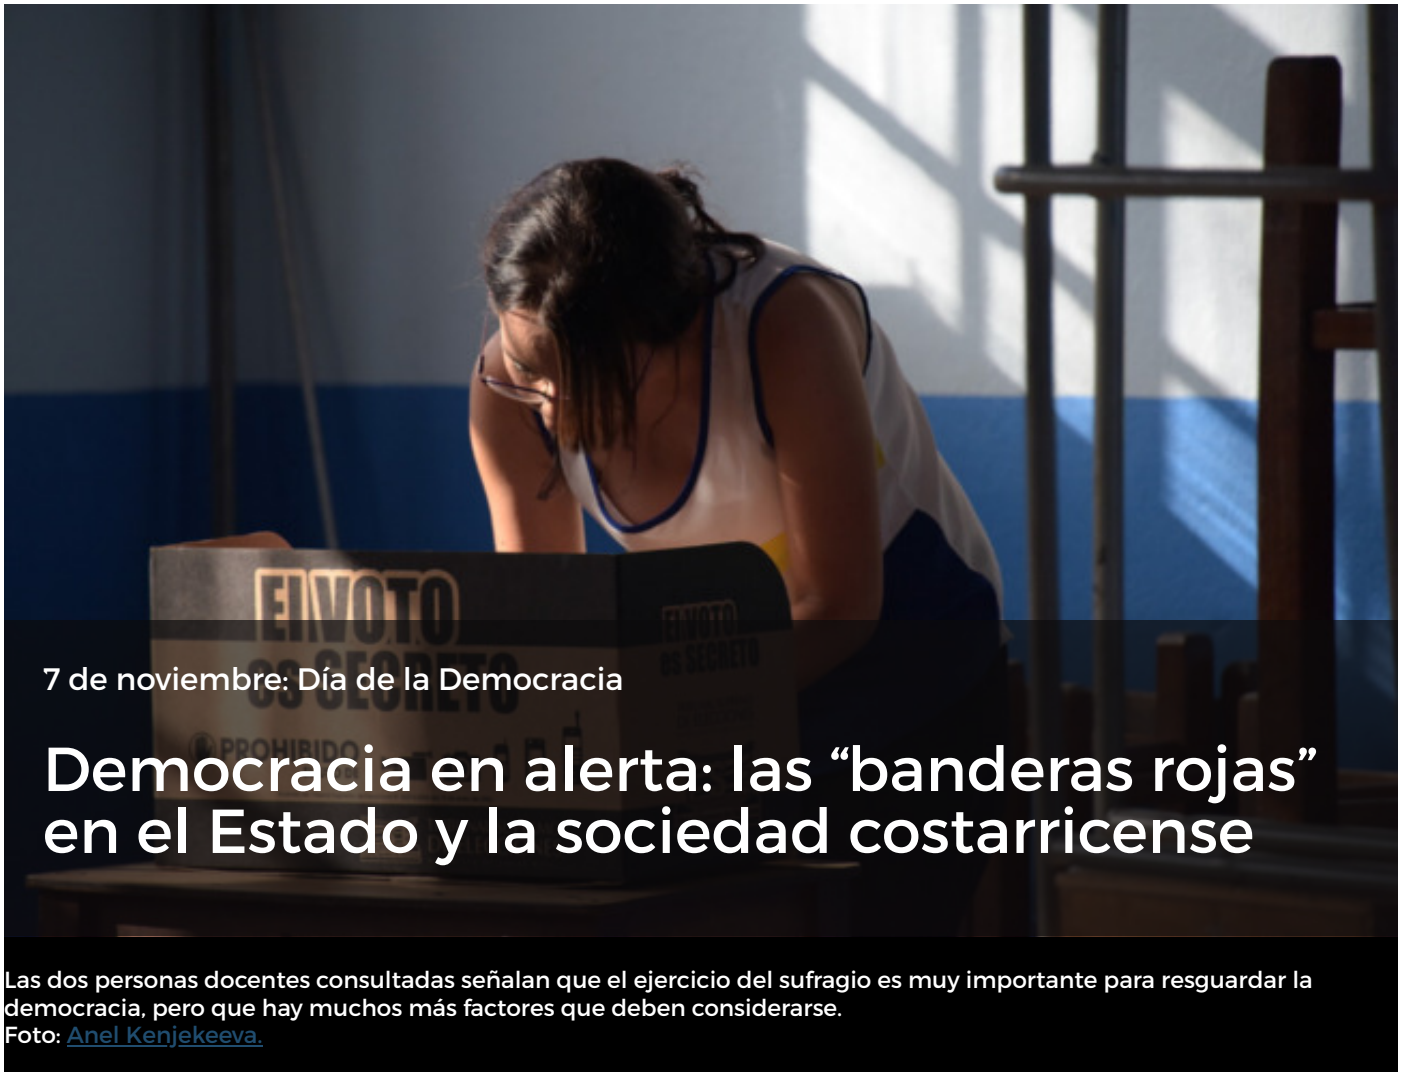 El VOTO
es SECRETO
PROHIBIDO
El VOTO
es SECRETO
7 de noviembre: Día de la Democracia
Democracia en alerta: las “banderas rojas”
en el Estado y la sociedad costarricense
Las dos personas docentes consultadas señalan que el ejercicio del sufragio es muy importante para resguardar la
democracia, pero que hay muchos más factores que deben considerarse.
Foto: Anel Kenjekeeva.